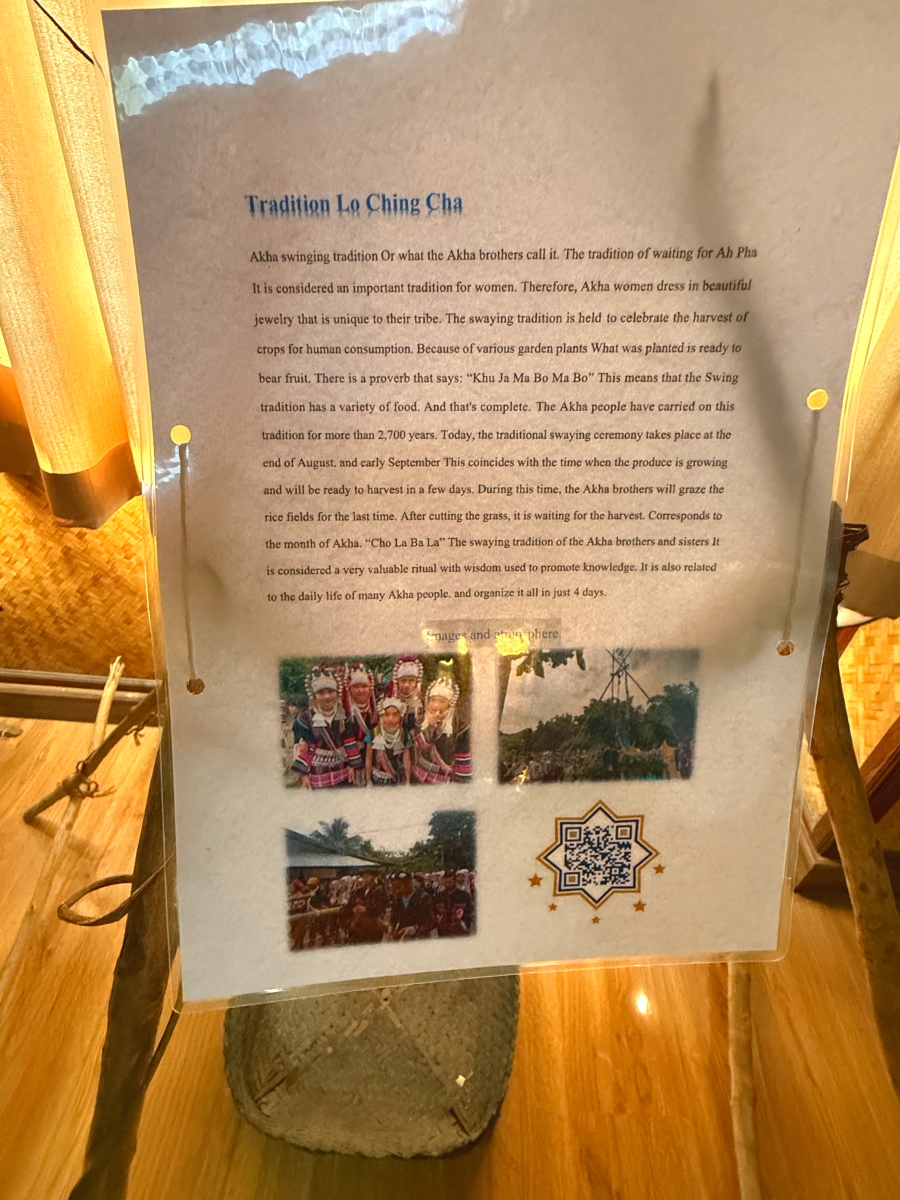 Tradition Lo Ching Cha
Akha swinging tradition Or what the Akha brothers call it. The tradition of waiting for Ah Pha
It is considered an important tradition for women. Therefore, Akha women dress in beautiful
jewelry that is unique to their tribe. The swaying tradition is held to celebrate the harvest of
crops for human consumption. Because of various garden plants What was planted is ready to
bear fruit. There is a proverb that says: “Khu Ja Ma Bo Ma Bo” This means that the Swing
tradition has a variety of food. And that's complete. The Akha people have carried on this
tradition for more than 2,700 years. Today, the traditional swaying ceremony takes place at the
end of August. and early September This coincides with the time when the produce is growing
and will be ready to harvest in a few days. During this time, the Akha brothers will graze the
rice fields for the last time. After cutting the grass, it is waiting for the harvest. Corresponds to
the month of Akha. “Cho La Ba La” The swaying tradition of the Akha brothers and sisters It
is considered a very valuable ritual with wisdom used to promote knowledge. It is also related
to the daily life of many Akha people. and organize it all in just 4 days.
Images and atmosphere.